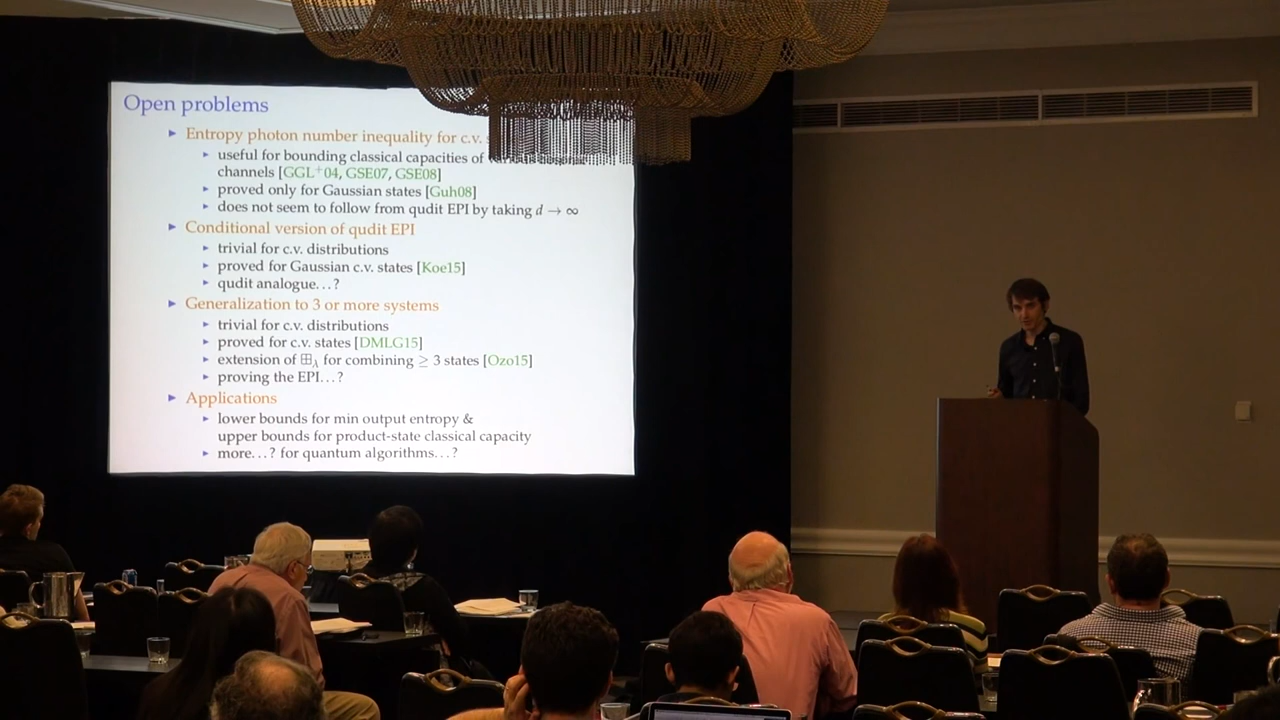 Open problems
▸ Entropy photon number inequality for c.v.
▸ useful for bounding classical capacities of
channels [GGL⁺04, GSE07, GSE08]
▸ proved only for Gaussian states [Guh08]
▸ does not seem to follow from qudit EPI by taking d → ∞
▸ Conditional version of qudit EPI
▸ trivial for c.v. distributions
▸ proved for Gaussian c.v. states [Koe15]
▸ qudit analogue…?
▸ Generalization to 3 or more systems
▸ trivial for c.v. distributions
▸ proved for c.v. states [DMLG15]
▸ extension of ⊞λ for combining ≥ 3 states [Ozo15]
▸ proving the EPI…?
▸ Applications
▸ lower bounds for min output entropy &
upper bounds for product-state classical capacity
▸ more…? for quantum algorithms…?